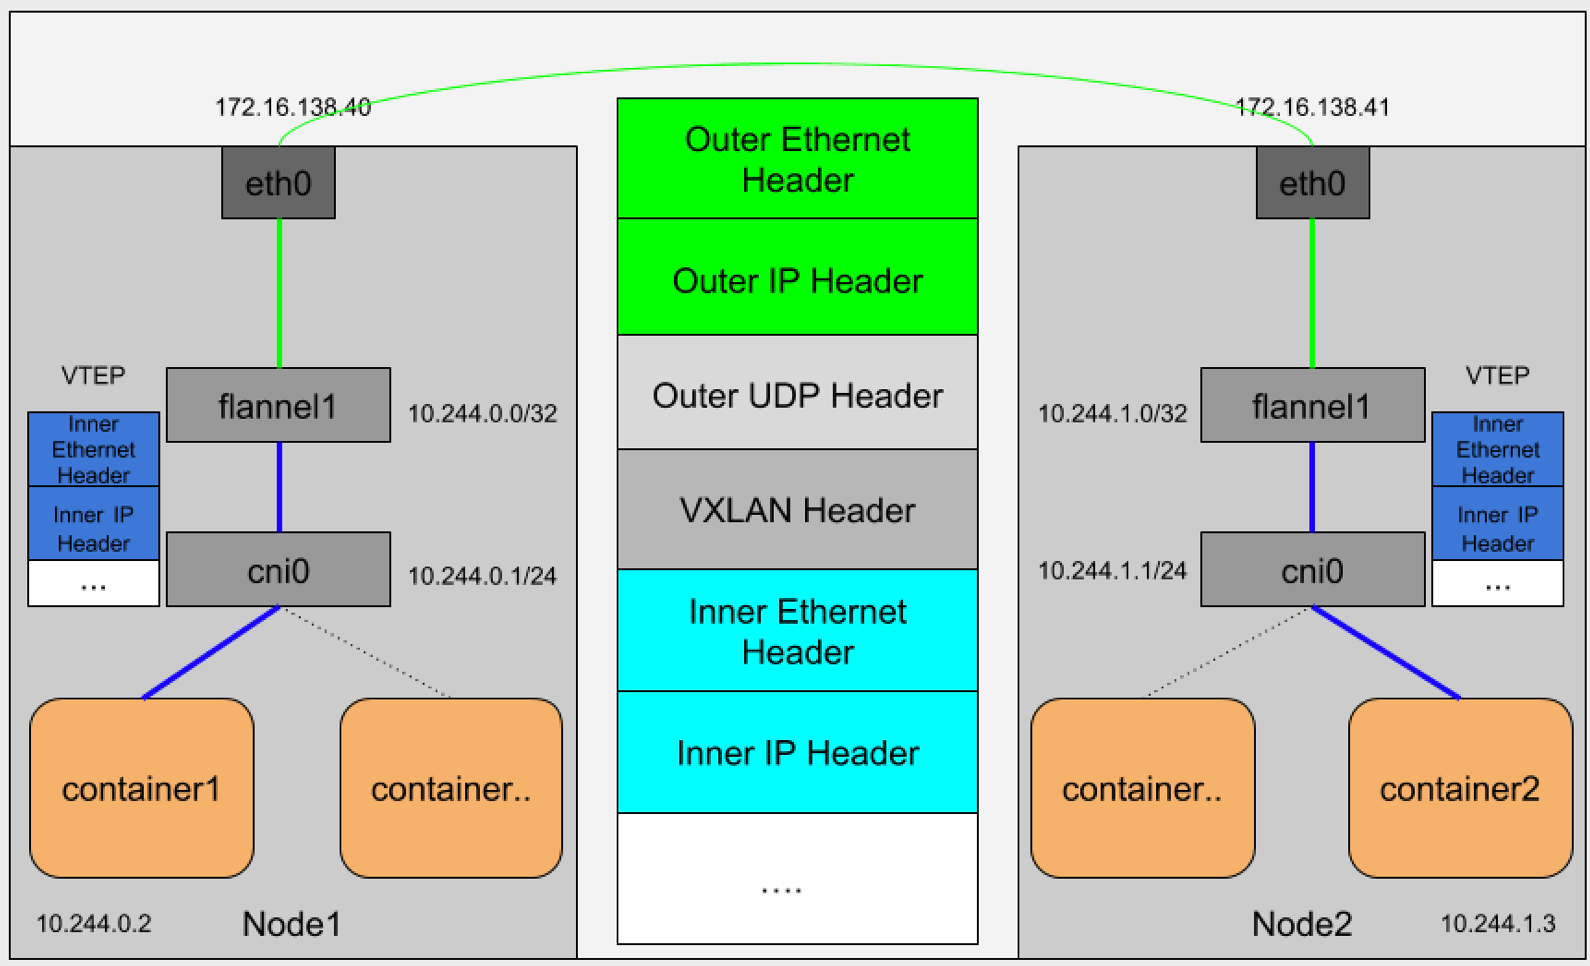 172.16.138.40
172.16.138.41
eth0
VTEP
flannel1
10.244.0.0/32
Inner
Ethernet
Header
Inner IP
Header
...
cni0
10.244.0.1/24
container1
container..
10.244.0.2
Node1
Outer Ethernet
Header
Outer IP Header
Outer UDP Header
VXLAN Header
Inner Ethernet
Header
Inner IP Header
....
eth0
10.244.1.0/32
flannel1
VTEP
Inner
Ethernet
Header
Inner IP
Header
...
10.244.1.1/24
cni0
container..
container2
Node2
10.244.1.3